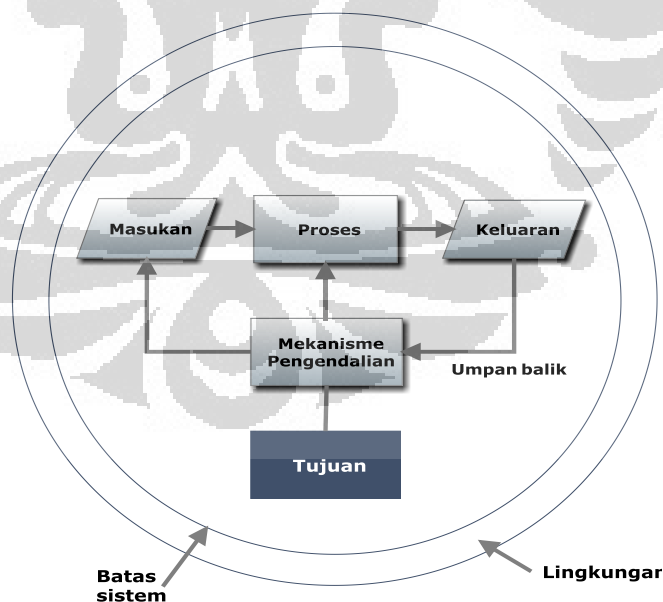 Masukan
Proses
Keluaran
Mekanisme
Pengendalian
Umpan balik
Tujuan
Batas
sistem
Lingkungan